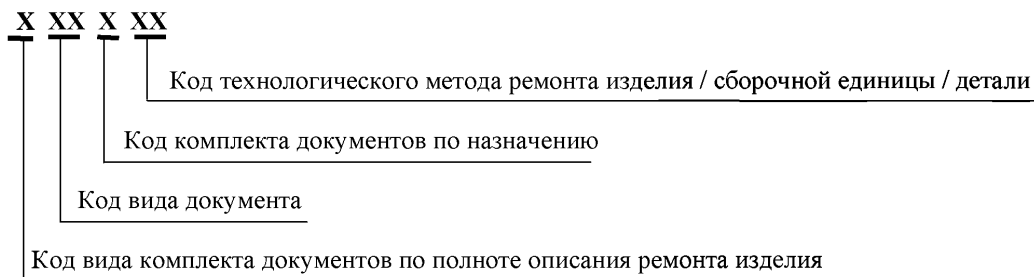 X XX X XX
Код технологического метода ремонта изделия / сборочной единицы / детали
Код комплекта документов по назначению
Код вида документа
Код вида комплекта документов по полноте описания ремонта изделия